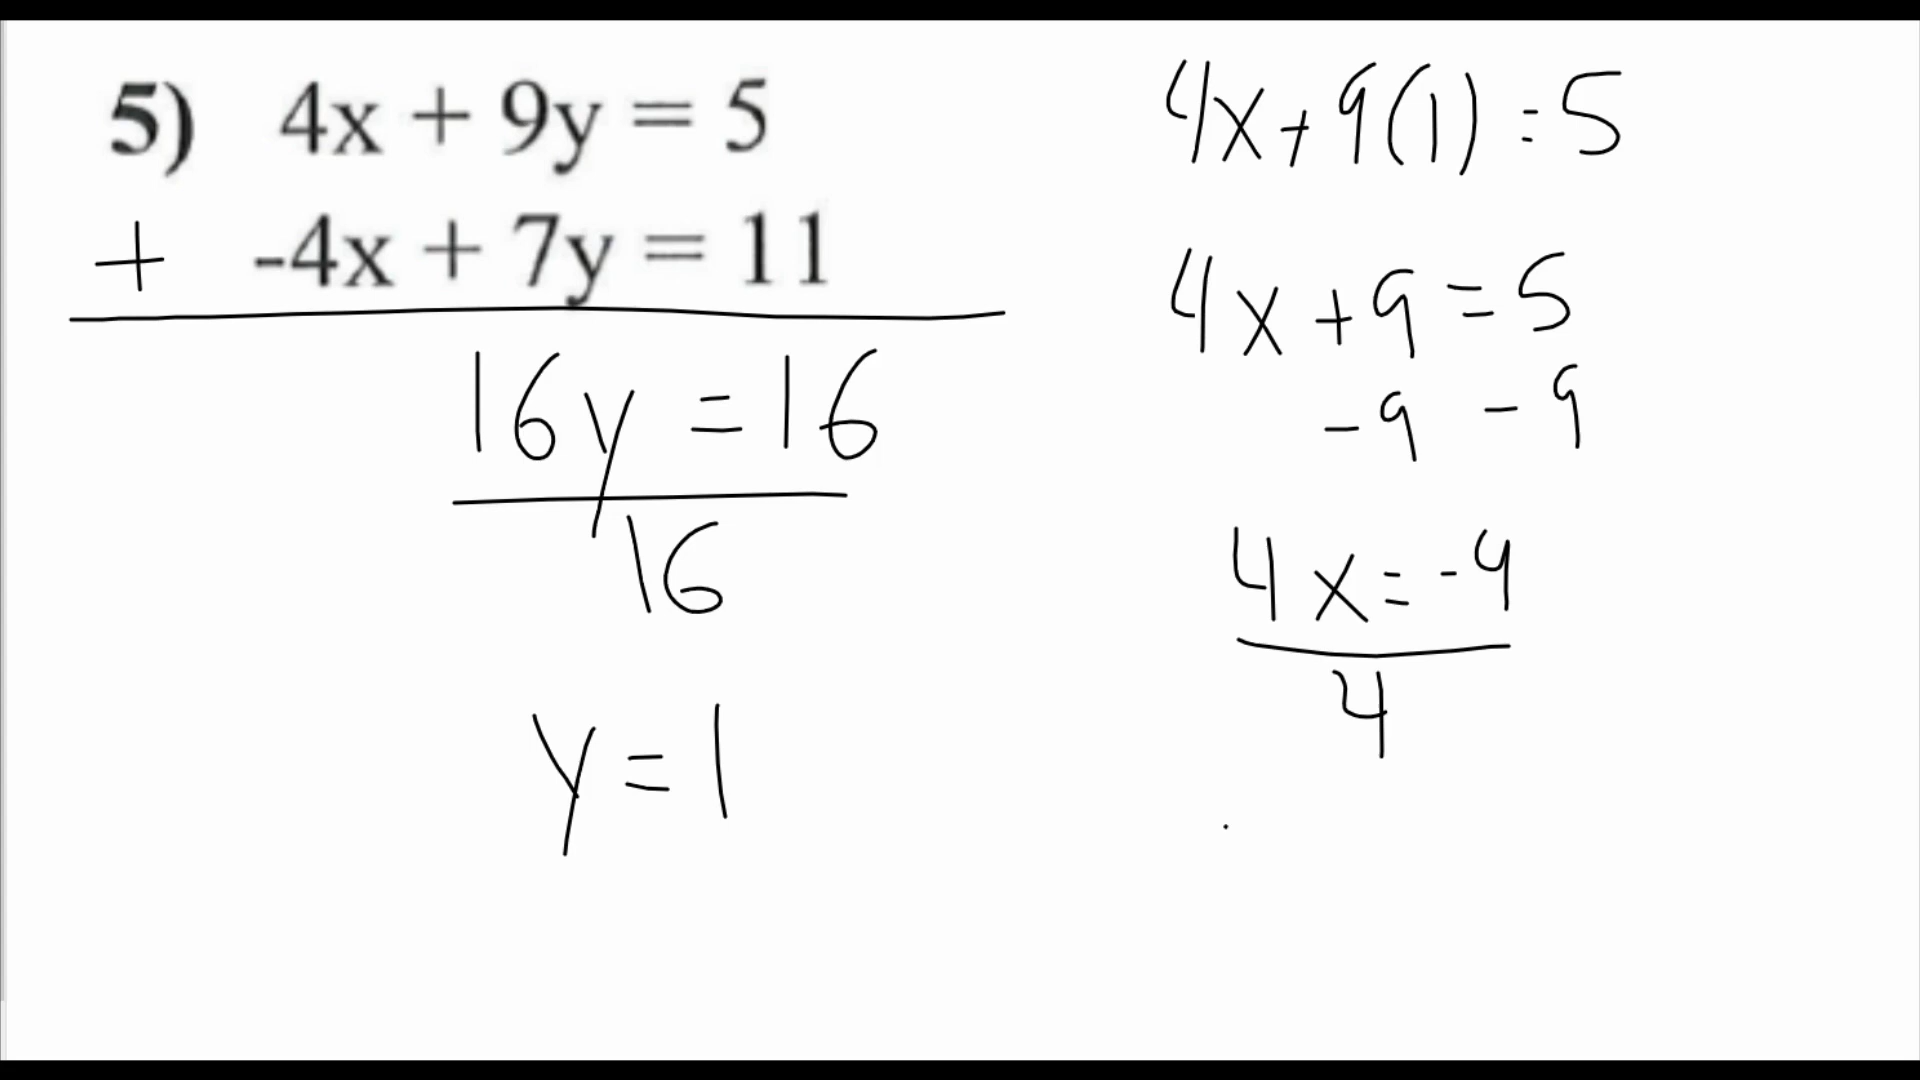 5) 4x + 9y = 5
+ -4x + 7y = 11
16y = 16
16
y = 1
4x + 9(1) = 5
4x + 9 = 5
-9 -9
4x = -4
4